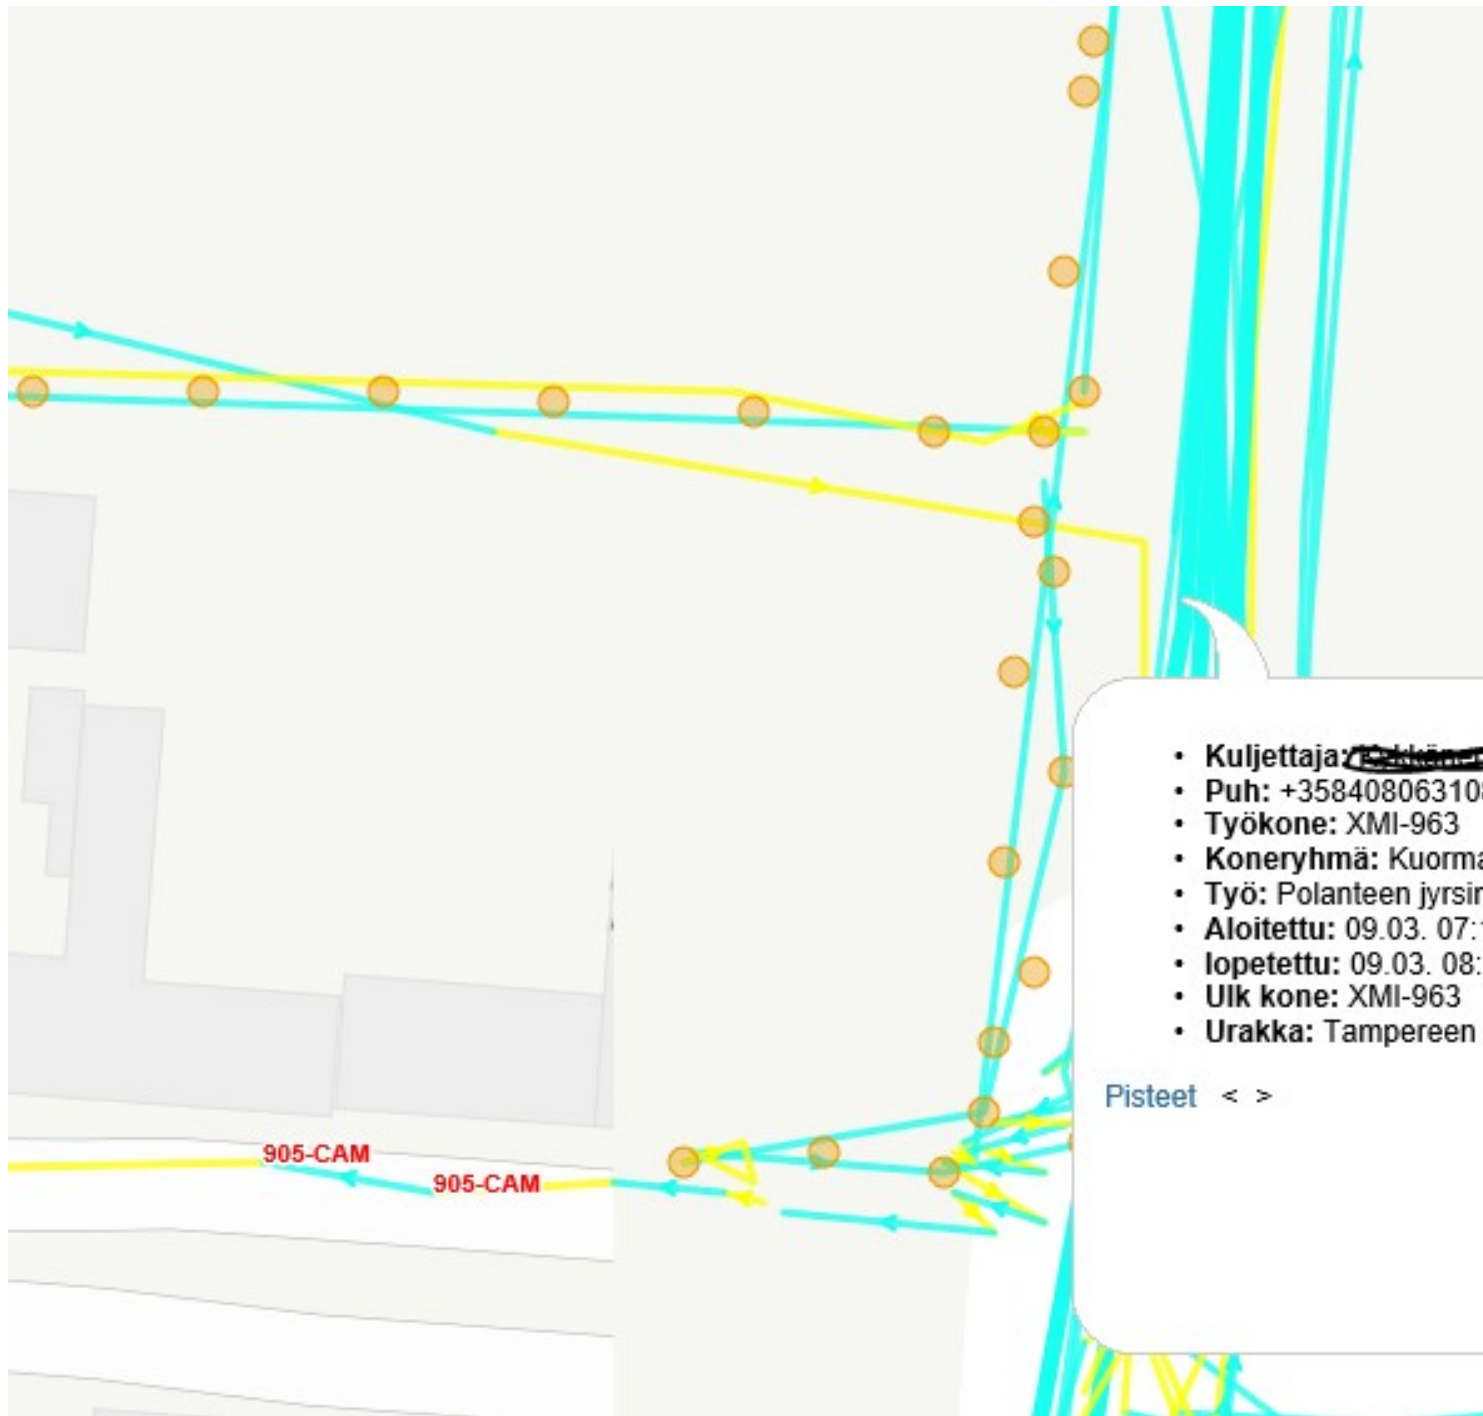 905-CAM
905-CAM
• Kuljettaja:
• Puh: +35840806310
• Työkone: XMI-963
• Koneryhmä: Kuorma
• Työ: Polanteen jyrsin
• Aloitettu: 09.03. 07:
• lopetettu: 09.03. 08:
• Ulk kone: XMI-963
• Urakka: Tampereen
Pisteet < >